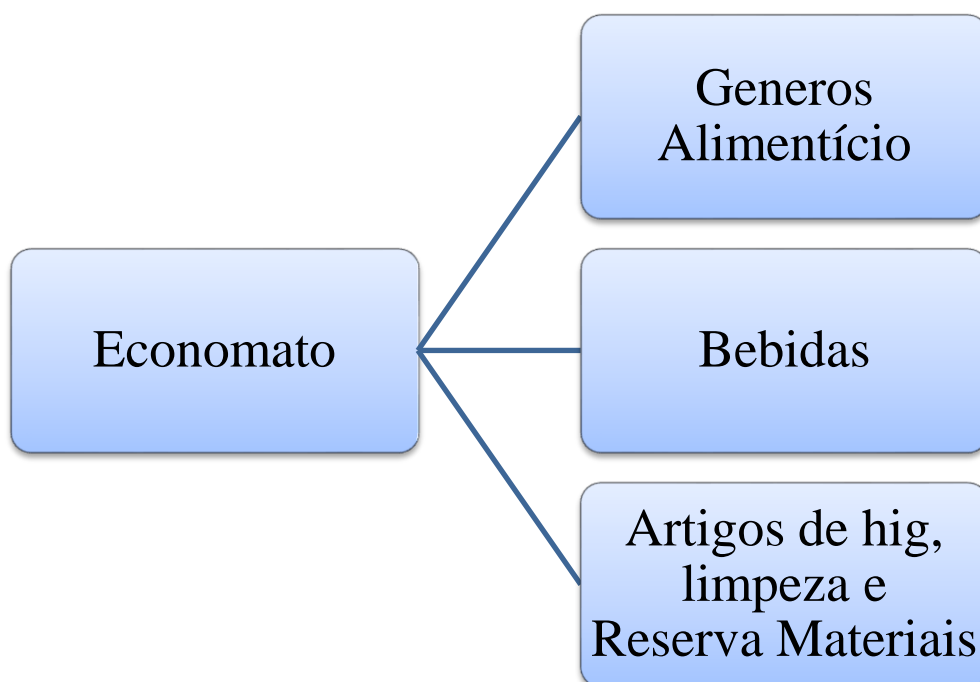 Economato
Generos
Alimentício
Bebidas
Artigos de hig,
limpeza e
Reserva Materiais